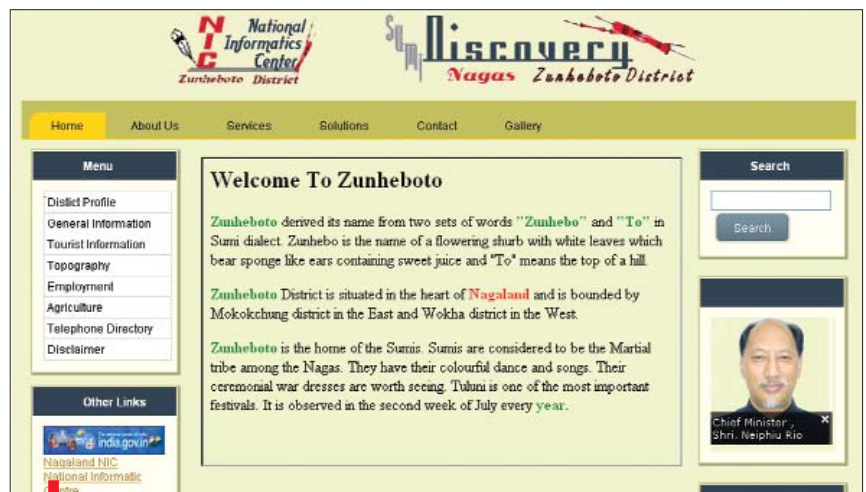 National
Informatics
Center
NIC
Zunheboto District
SUMI Discovery
Nagas Zunheboto District
Home About Us Services Solutions Contact Gallery
Menu
Distict Profile
General Information
Tourist Information
Topography
Employment
Agriculture
Telephone Directory
Disclaimer
Other Links
india.gov.in
Nagaland NIC
National Informatic
Welcome To Zunheboto
Zunheboto derived its name from two sets of words "Zunhebo" and "To" in
Sumi dialect. Zunhebo is the name of a flowering shurb with white leaves which
bear sponge like ears containing sweet juice and "To" means the top of a hill.
Zunheboto District is situated in the heart of Nagaland and is bounded by
Mokokchung district in the East and Wokha district in the West.
Zunheboto is the home of the Sumis. Sumis are considered to be the Martial
tribe among the Nagas. They have their colourful dance and songs. Their
ceremonial war dresses are worth seeing. Tuluni is one of the most important
festivals. It is observed in the second week of July every year.
Search
Search
Chief Minister ,
Shri. Neiphiu Rio